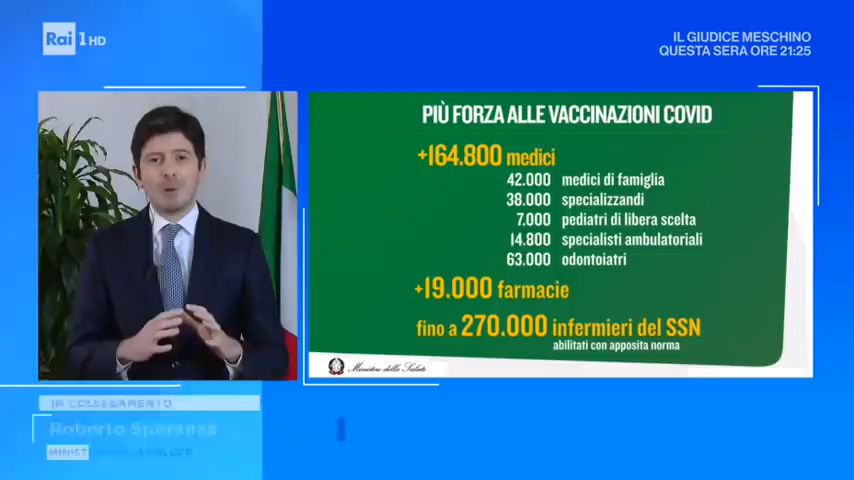 Rai 1 HD
IL GIUDICE MESCHINO
QUESTA SERA ORE 21:25
PIÙ FORZA ALLE VACCINAZIONI COVID
+164.800 medici
42.000 medici di famiglia
38.000 specializzandi
7.000 pediatri di libera scelta
14.800 specialisti ambulatoriali
63.000 odontoiatri
+19.000 farmacie
fino a 270.000 infermieri del SSN
abilitati con apposita norma
Ministero della Salute
IN COLLEGAMENTO
Roberto Speranza